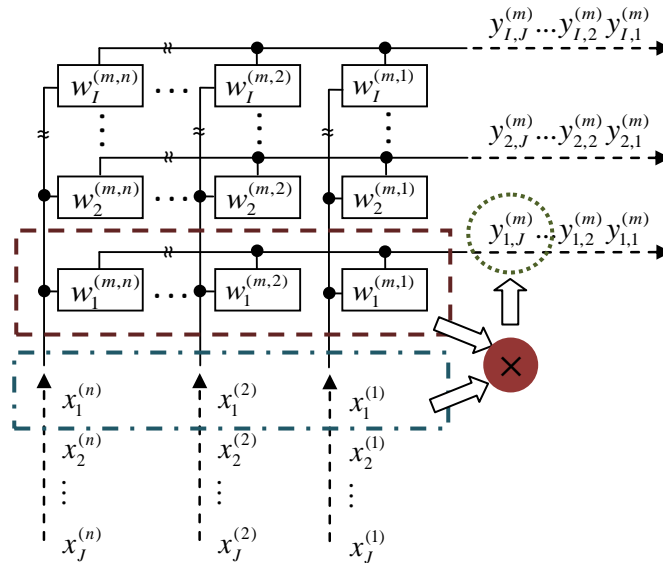 y_{I,J}^{(m)} ... y_{I,2}^{(m)} y_{I,1}^{(m)}
w_I^{(m,n)} ... w_I^{(m,2)} w_I^{(m,1)}
y_{2,J}^{(m)} ... y_{2,2}^{(m)} y_{2,1}^{(m)}
w_2^{(m,n)} ... w_2^{(m,2)} w_2^{(m,1)}
y_{1,J}^{(m)} ... y_{1,2}^{(m)} y_{1,1}^{(m)}
w_1^{(m,n)} ... w_1^{(m,2)} w_1^{(m,1)}
×
x_1^{(n)} x_1^{(2)} x_1^{(1)}
x_2^{(n)} x_2^{(2)} x_2^{(1)}
x_J^{(n)} x_J^{(2)} x_J^{(1)}